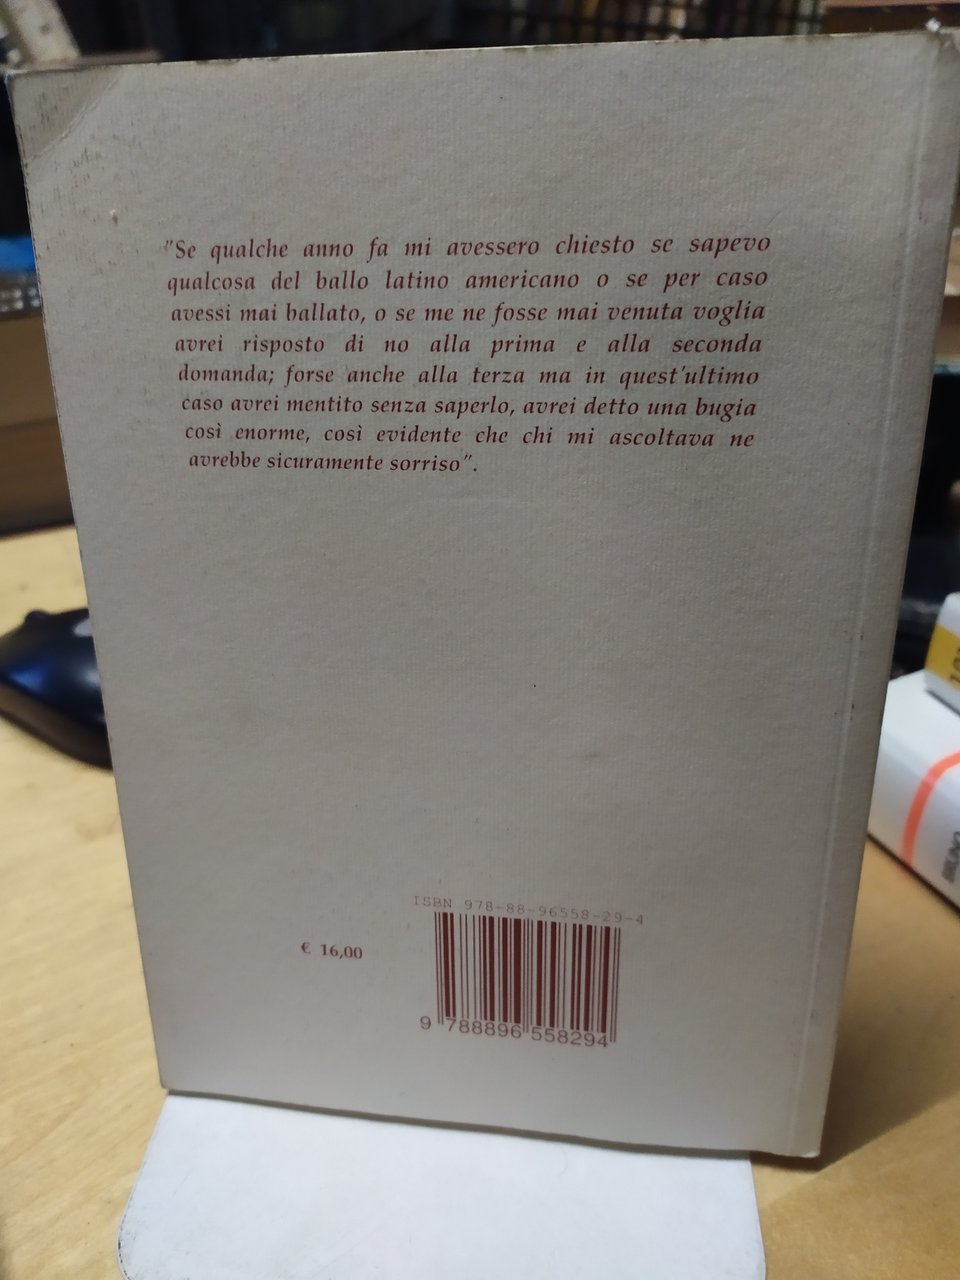 "Se qualche anno fa mi avessero chiesto se sapevo
qualcosa del ballo latino americano o se per caso
avessi mai ballato, o se me ne fosse mai venuta voglia
avrei risposto di no alla prima e alla seconda
domanda; forse anche alla terza ma in quest'ultimo
caso avrei mentito senza saperlo, avrei detto una bugia
così enorme, così evidente che chi mi ascoltava ne
avrebbe sicuramente sorriso".
ISBN 978-88-96558-29-4
€ 16,00
9 788896 558294
BRUNO